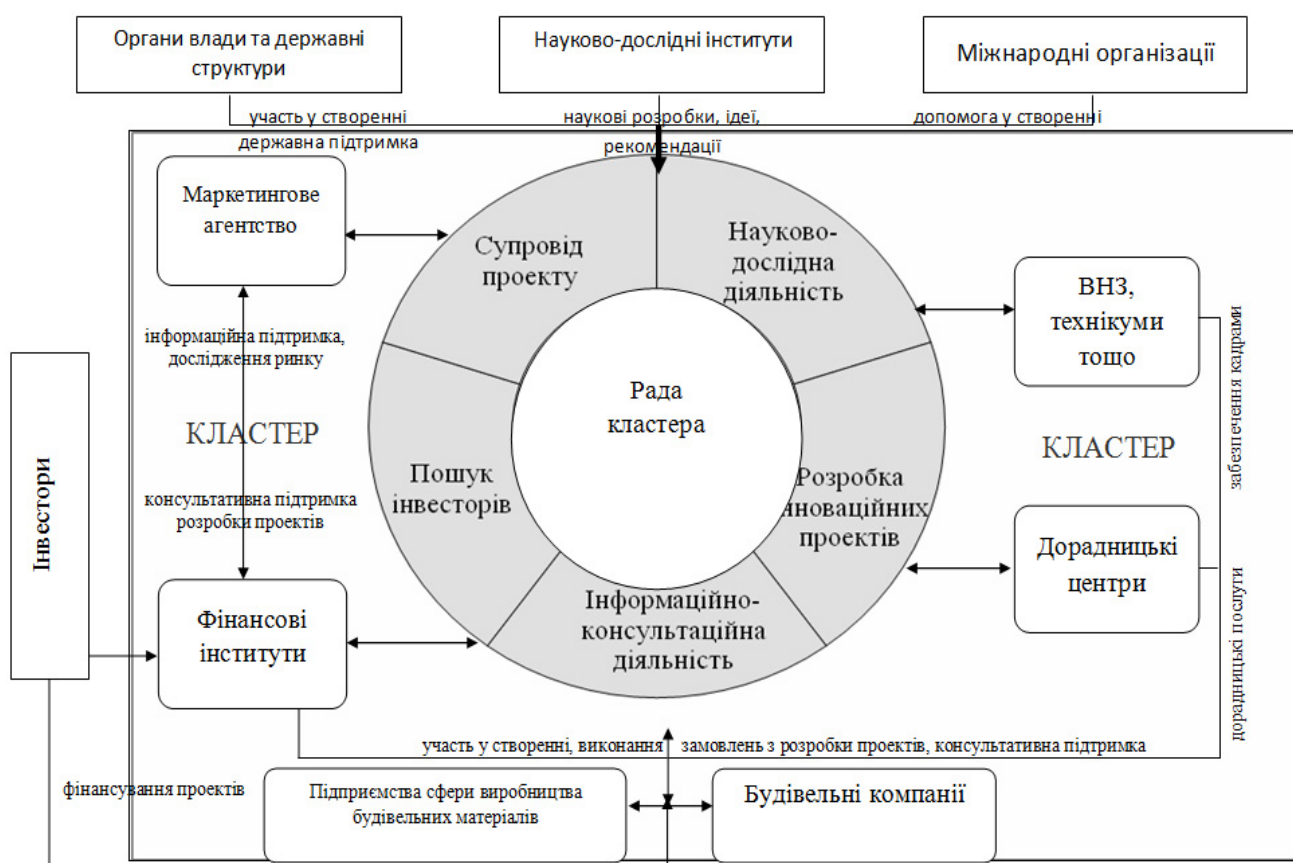 Органи влади та державні
структури
Науково-дослідні інститути
Міжнародні організації
участь у створенні
державна підтримка
наукові розробки, ідеї,
рекомендації
допомога у створенні
Маркетингове
агентство
Супровід
проекту
Науково-
дослідна
діяльність
ВНЗ,
технікуми
тощо
інформаційна підтримка,
дослідження ринку
Рада
кластера
забезпечення кадрами
КЛАСТЕР
КЛАСТЕР
Інвестори
Пошук
інвесторів
Розробка
інноваційних
проектів
консультативна підтримка
розробки проектів
Дорадницькі
центри
Фінансові
інститути
Інформаційно-
консультаційна
діяльність
дорадницькі послуги
участь у створенні, виконання замовлень з розробки проектів, консультативна підтримка
фінансування проектів
Підприємства сфери виробництва
будівельних матеріалів
Будівельні компанії